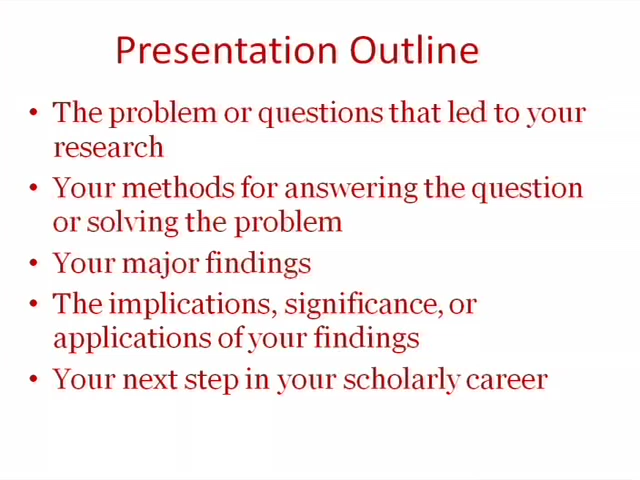 Presentation Outline
• The problem or questions that led to your
research
• Your methods for answering the question
or solving the problem
• Your major findings
• The implications, significance, or
applications of your findings
• Your next step in your scholarly career